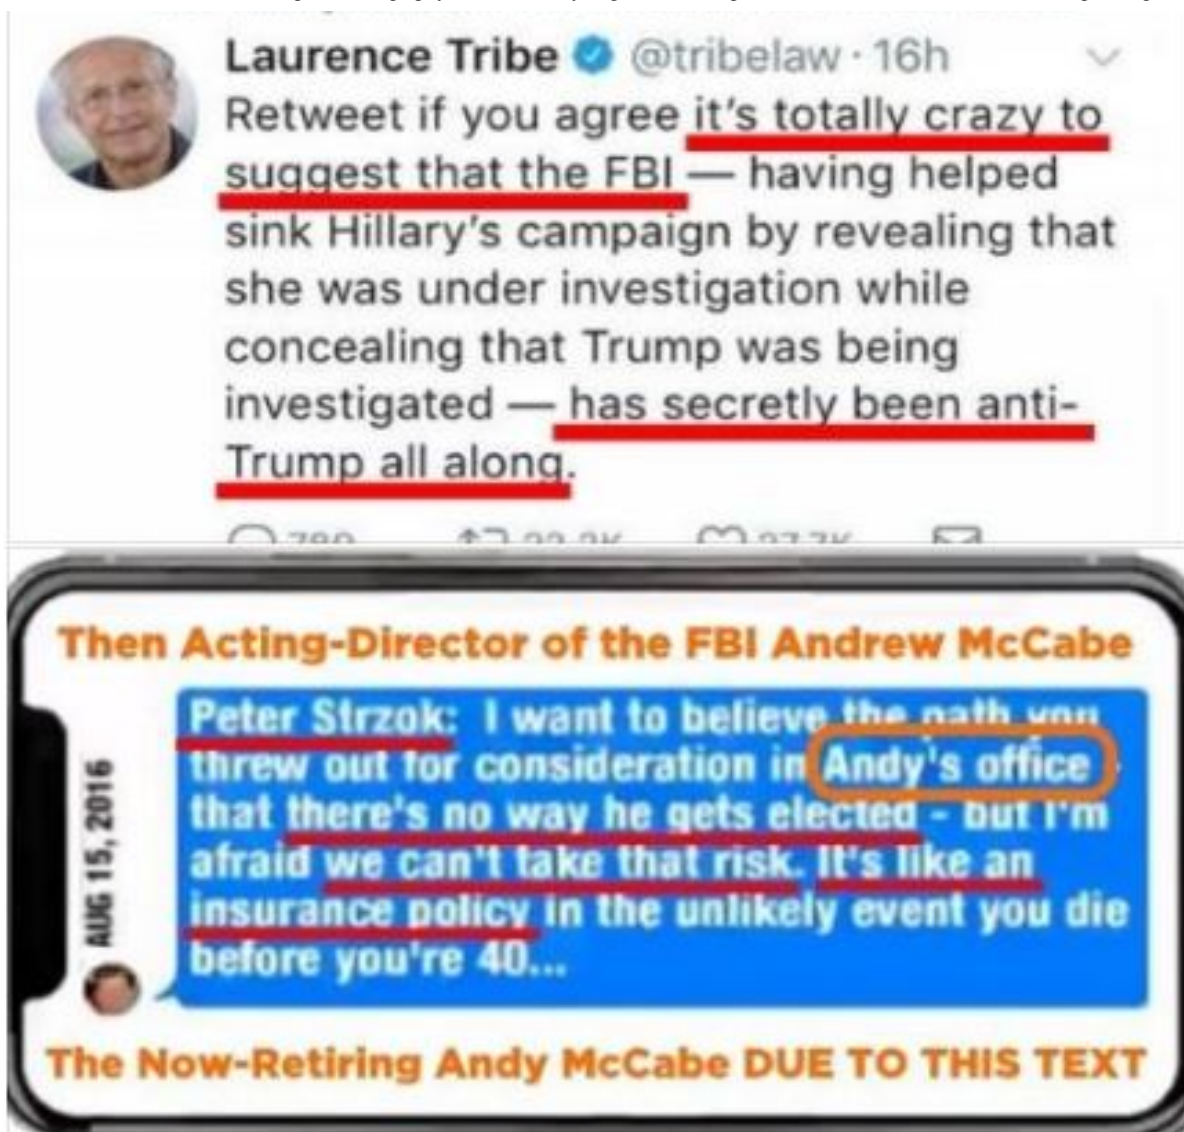 Laurence Tribe @tribelaw · 16h
Retweet if you agree it's totally crazy to
suggest that the FBI — having helped
sink Hillary's campaign by revealing that
she was under investigation while
concealing that Trump was being
investigated — has secretly been anti-
Trump all along.
Then Acting-Director of the FBI Andrew McCabe
AUG 15, 2016
Peter Strzok: I want to believe the path you
threw out for consideration in Andy's office -
that there's no way he gets elected - but I'm
afraid we can't take that risk. It's like an
insurance policy in the unlikely event you die
before you're 40...
The Now-Retiring Andy McCabe DUE TO THIS TEXT